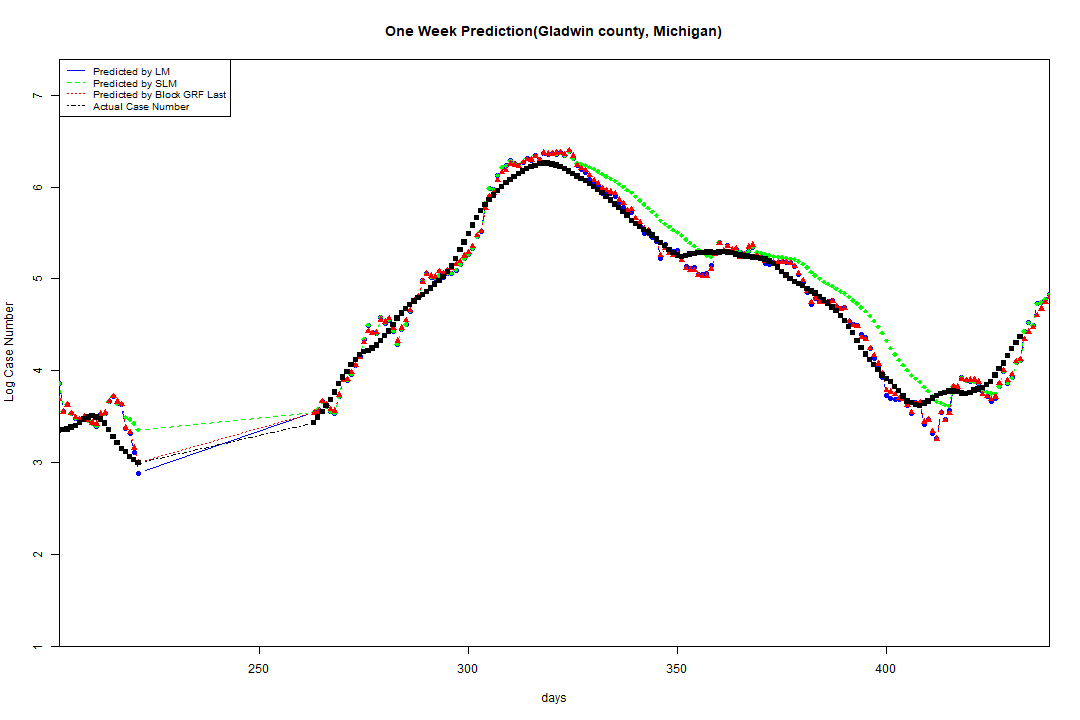 One Week Prediction(Gladwin county, Michigan)
Predicted by LM
Predicted by SLM
Predicted by Block GRF Last
Actual Case Number
7
6
5
4
3
2
1
Log Case Number
250
300
350
400
days